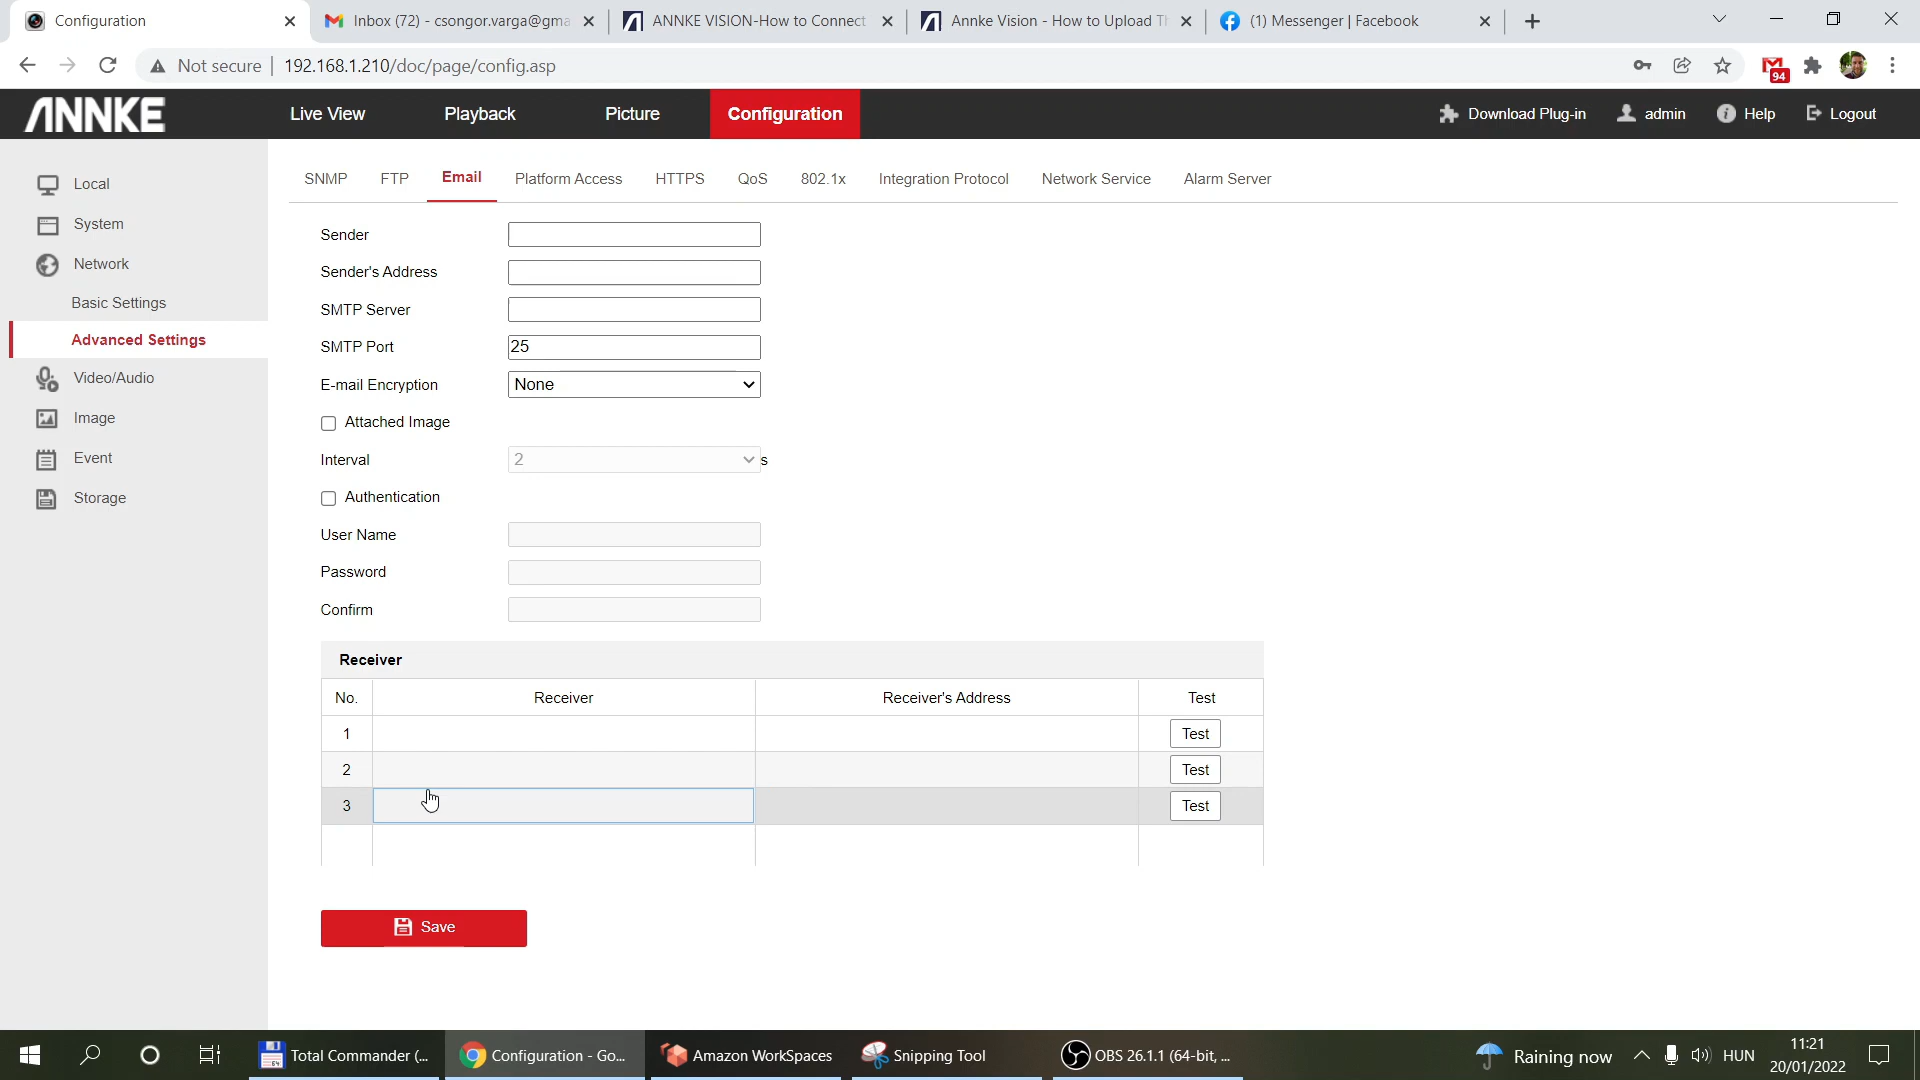 Configuration
Inbox (72) - csongor.varga@gma
ANNKE VISION-How to Connect
Annke Vision - How to Upload Th
(1) Messenger | Facebook
Not secure | 192.168.1.210/doc/page/config.asp
94
ANNKE
Live View
Playback
Picture
Configuration
Download Plug-in
admin
Help
Logout
Local
System
Network
Basic Settings
Advanced Settings
Video/Audio
Image
Event
Storage
SNMP
FTP
Email
Platform Access
HTTPS
QoS
802.1x
Integration Protocol
Network Service
Alarm Server
Sender
Sender's Address
SMTP Server
SMTP Port 25
E-mail Encryption None
Attached Image
Interval 2 s
Authentication
User Name
Password
Confirm
Receiver
No. Receiver Receiver's Address Test
1 Test
2 Test
3 Test
Save
Total Commander (...
Configuration - Go...
Amazon WorkSpaces
Snipping Tool
OBS 26.1.1 (64-bit, ...
Raining now
HUN
11:21
20/01/2022